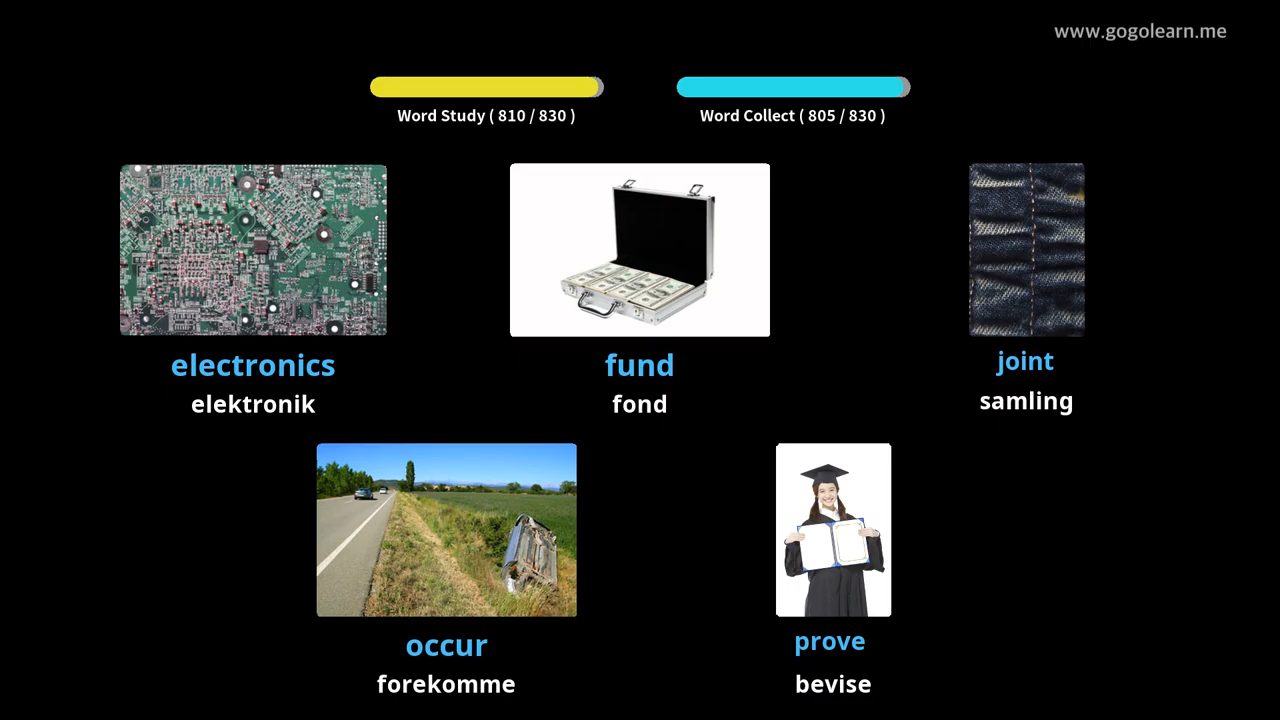 www.gogolearn.me
Word Study ( 810 / 830 )
Word Collect ( 805 / 830 )
electronics
elektronik
fund
fond
joint
samling
occur
forekomme
prove
bevise